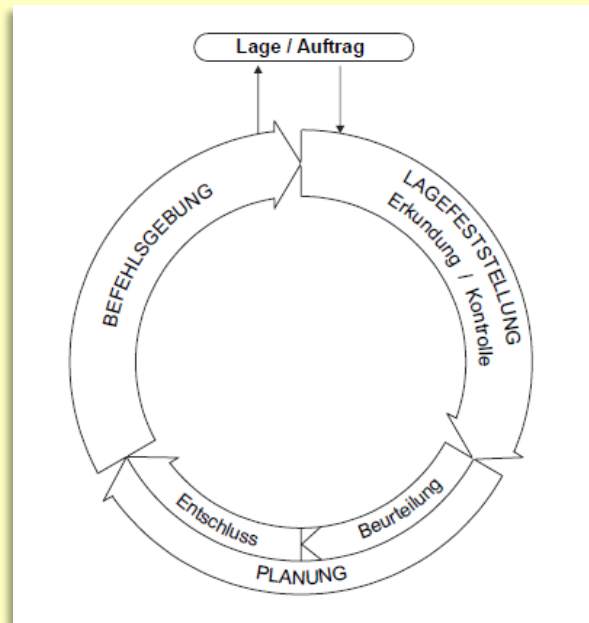 Lage / Auftrag
LAGEFESTSTELLUNG
Erkundung / Kontrolle
Beurteilung
Entschluss
PLANUNG
BEFEHLSGEBUNG